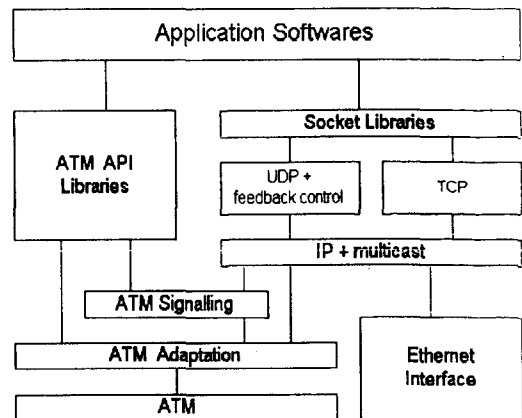 Application Softwares
ATM API
Libraries
Socket Libraries
UDP +
feedback control
TCP
IP + multicast
ATM Signalling
ATM Adaptation
ATM
Ethernet
Interface